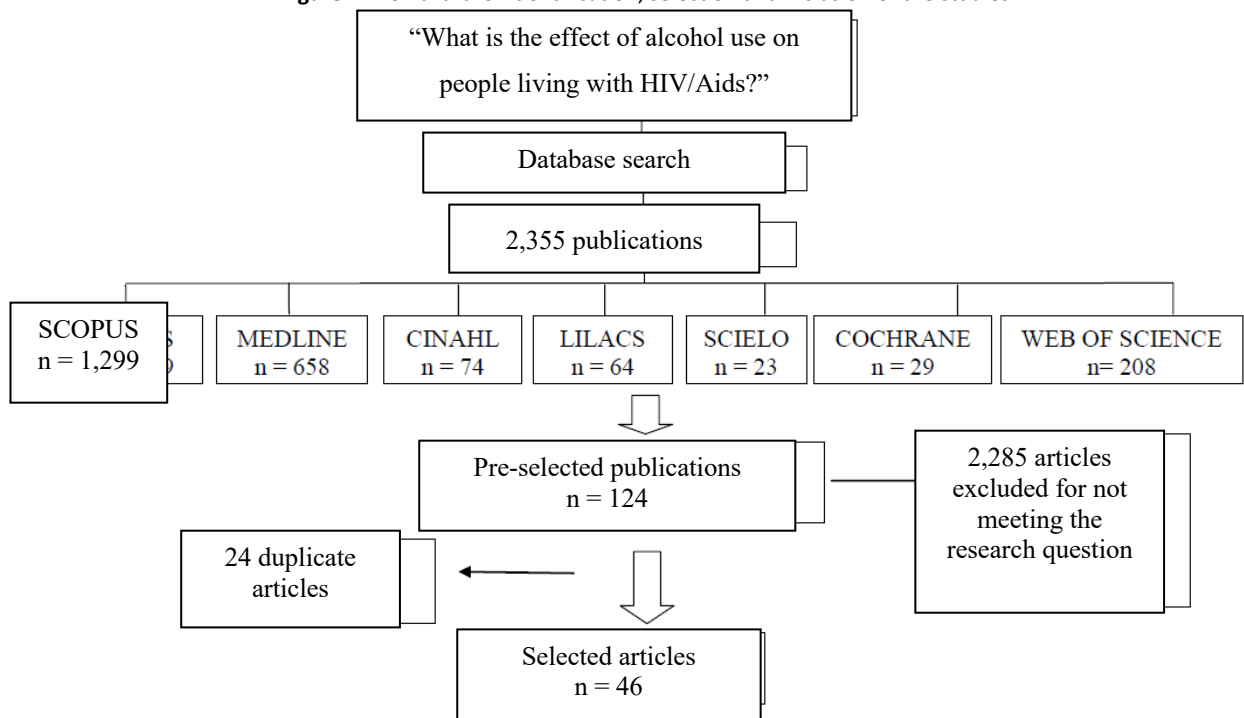 “What is the effect of alcohol use on
people living with HIV/Aids?”
Database search
2,355 publications
SCOPUS
n = 1,299
S
9
MEDLINE
n = 658
CINAHL
n = 74
LILACS
n = 64
SCIELO
n = 23
COCHRANE
n = 29
WEB OF SCIENCE
n= 208
Pre-selected publications
n = 124
2,285 articles
excluded for not
meeting the
research question
24 duplicate
articles
Selected articles
n = 46